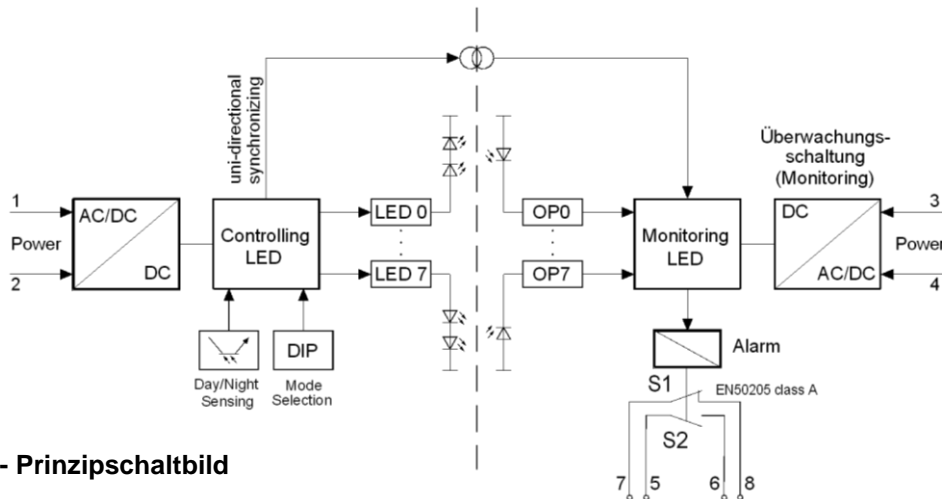 uni-directional
synchronizing
Überwachungs-
schaltung
(Monitoring)
1
Power
2
AC/DC
DC
Controlling
LED
LED 0
LED 7
OP0
OP7
Monitoring
LED
DC
AC/DC
3
Power
4
Day/Night
Sensing
DIP
Mode
Selection
Alarm
S1
EN50205 class A
S2
7 5 6 8
- Prinzipschaltbild